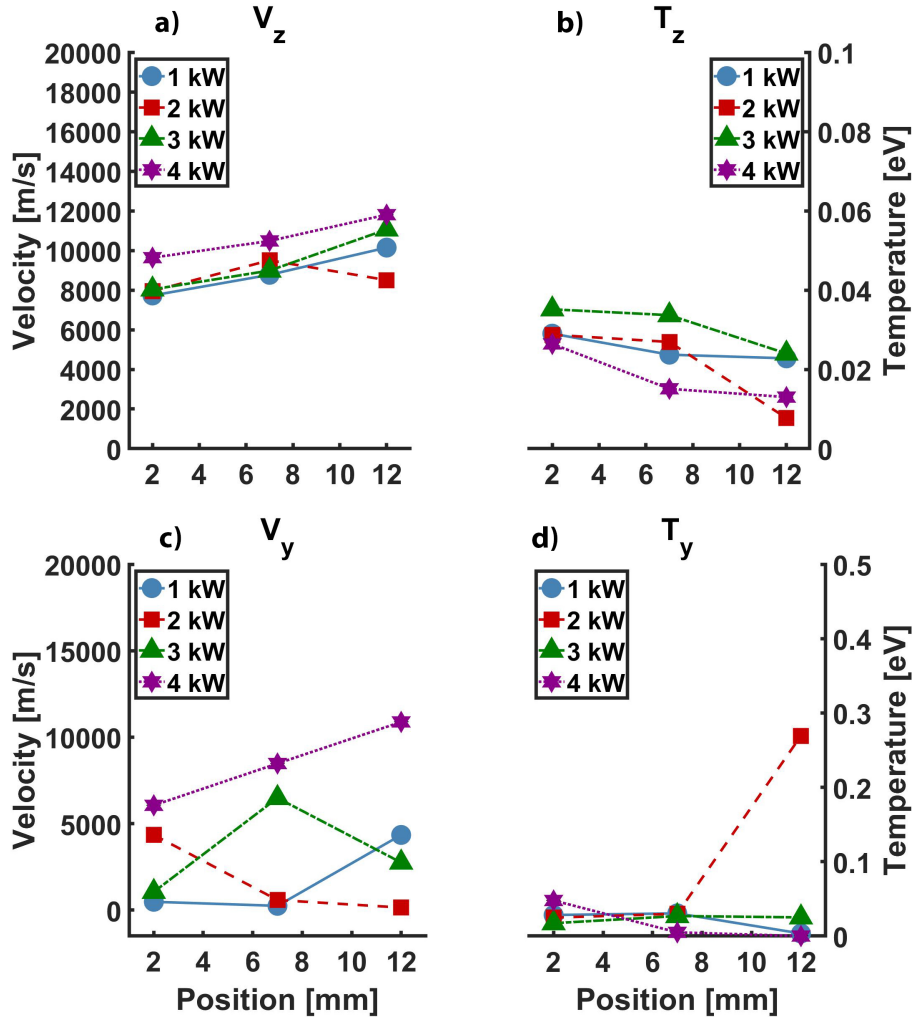 a) V_z
20000
18000
16000
14000
12000
10000
8000
6000
4000
2000
0
Velocity [m/s]
1 kW
2 kW
3 kW
4 kW
2 4 6 8 10 12
b) T_z
1 kW
2 kW
3 kW
4 kW
0.1
0.08
0.06
0.04
0.02
0
Temperature [eV]
2 4 6 8 10 12
c) V_y
20000
15000
10000
5000
0
Velocity [m/s]
1 kW
2 kW
3 kW
4 kW
2 4 6 8 10 12
Position [mm]
d) T_y
1 kW
2 kW
3 kW
4 kW
0.5
0.4
0.3
0.2
0.1
0
Temperature [eV]
2 4 6 8 10 12
Position [mm]